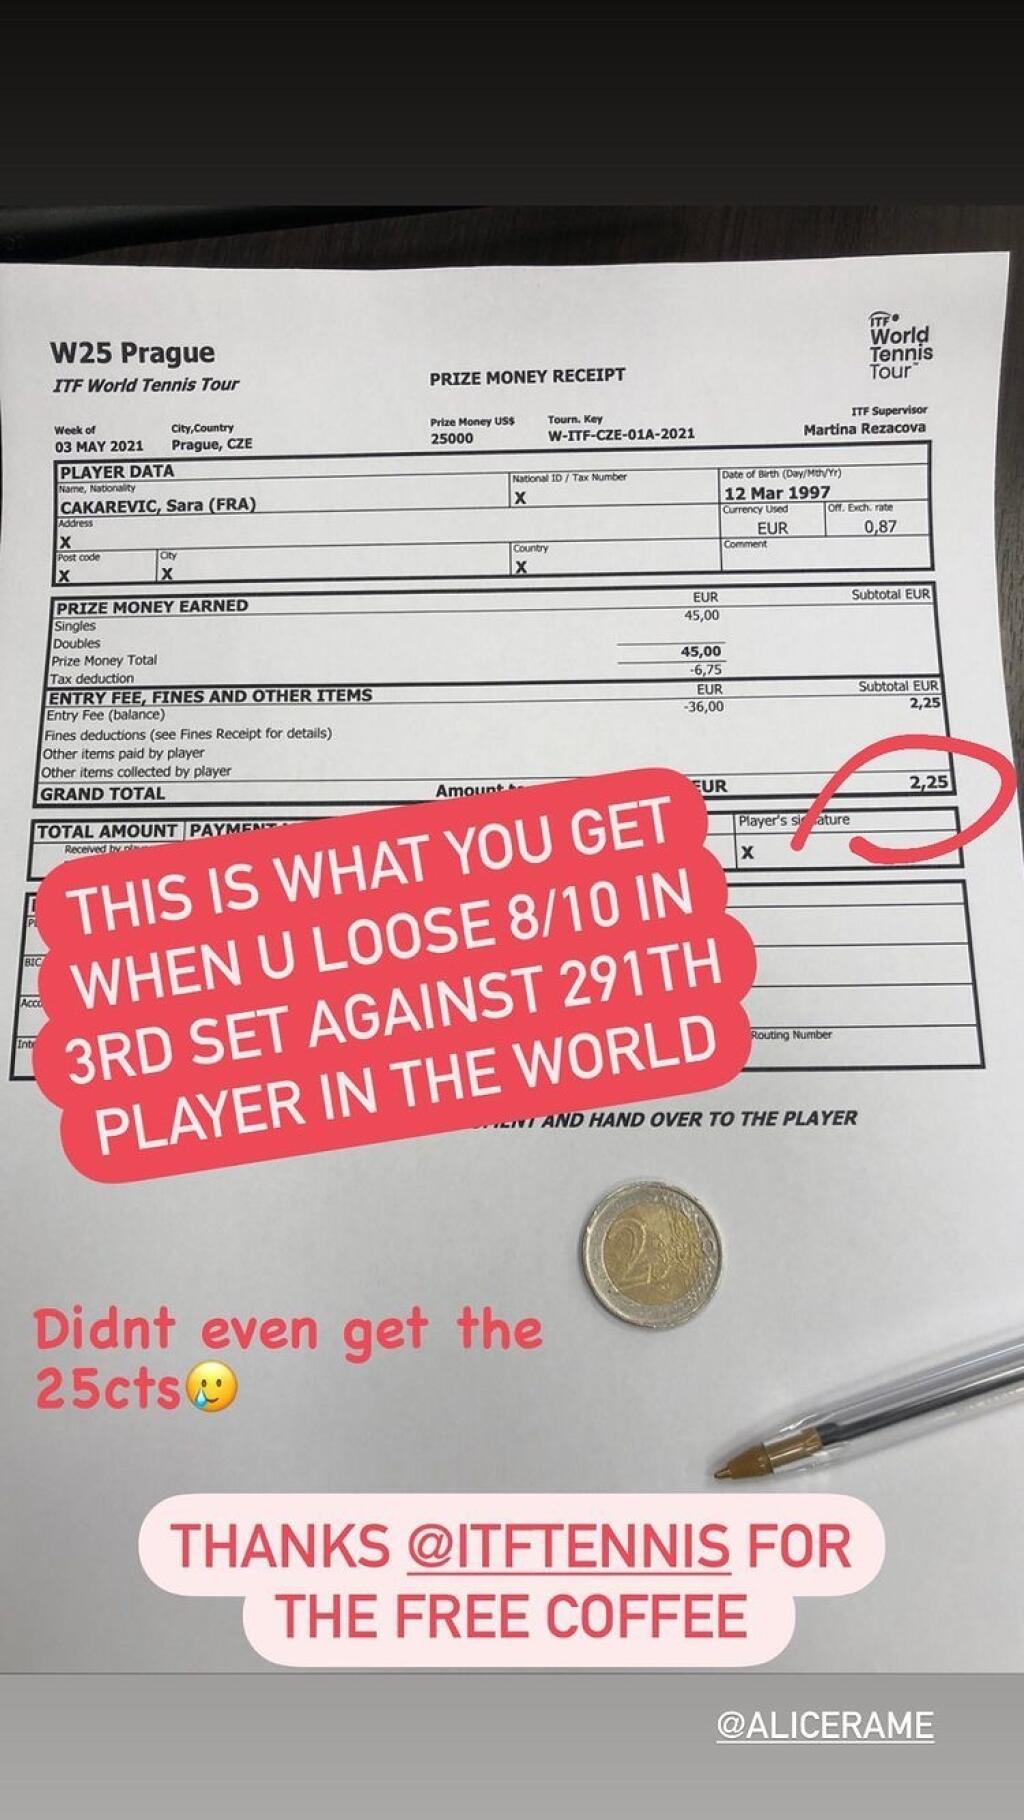 W25 Prague
ITF World Tennis Tour
PRIZE MONEY RECEIPT
ITF
World
Tennis
Tour
Week of
03 MAY 2021
City,Country
Prague, CZE
Prize Money US$
25000
Tourn. Key
W-ITF-CZE-01A-2021
ITF Supervisor
Martina Rezacova
PLAYER DATA
Name, Nationality
CAKAREVIC, Sara (FRA)
National ID / Tax Number
X
Date of Birth (Day/Mth/Yr)
12 Mar 1997
Address
X
Currency Used
EUR
Off. Exch. rate
0,87
Post code
X
City
X
Country
X
Comment
PRIZE MONEY EARNED EUR Subtotal EUR
Singles 45,00
Doubles
Prize Money Total 45,00
Tax deduction -6,75
ENTRY FEE, FINES AND OTHER ITEMS EUR Subtotal EUR
Entry Fee (balance) -36,00 2,25
Fines deductions (see Fines Receipt for details)
Other items paid by player
Other items collected by player
GRAND TOTAL Amount EUR 2,25
TOTAL AMOUNT PAYMENT
Received by
Player's signature
X
THIS IS WHAT YOU GET
WHEN U LOOSE 8/10 IN
3RD SET AGAINST 291TH
PLAYER IN THE WORLD
BIC
Routing Number
AND HAND OVER TO THE PLAYER
2
Didnt even get the
25cts🥲
THANKS @ITFTENNIS FOR
THE FREE COFFEE
@ALICERAME